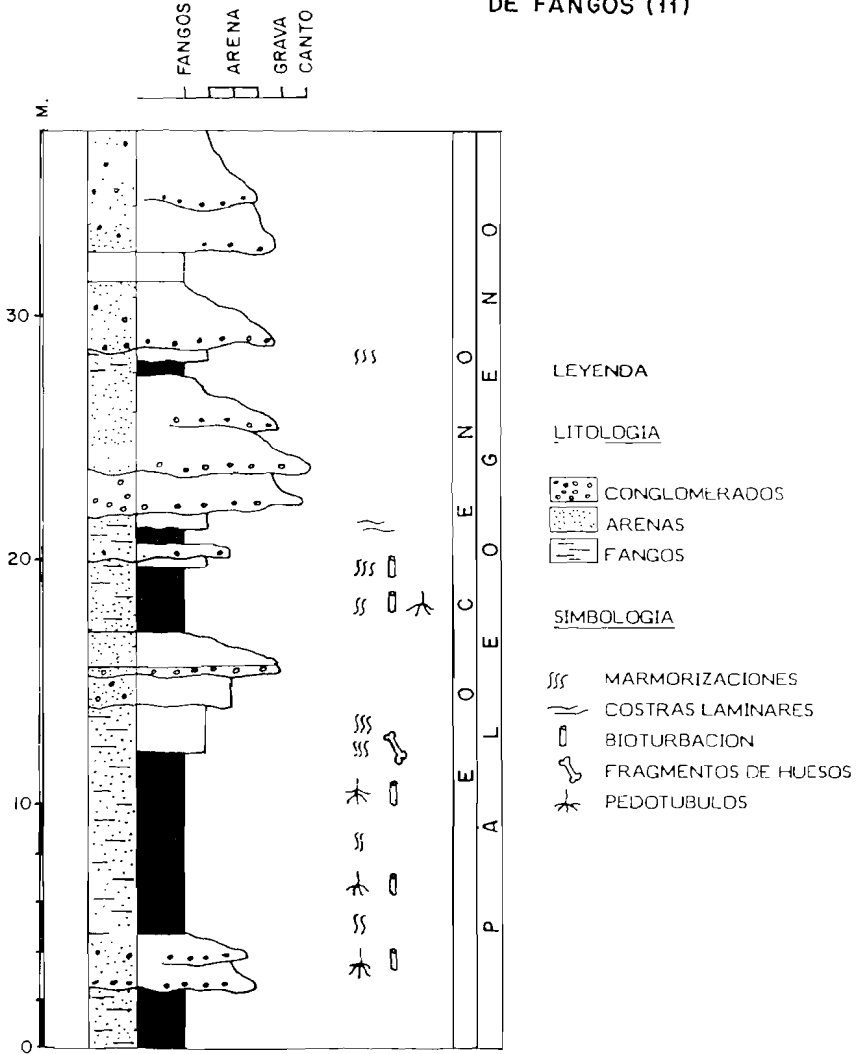 DE FANGOS (11)
FANGOS
ARENA
GRAVA
CANTO
M.
30
20
10
0
EOCENO
PALEOGENO
LEYENDA
LITOLOGIA
CONGLOMERADOS
ARENAS
FANGOS
SIMBOLOGIA
MARMORIZACIONES
COSTRAS LAMINARES
BIOTURBACION
FRAGMENTOS DE HUESOS
PEDOTUBULOS